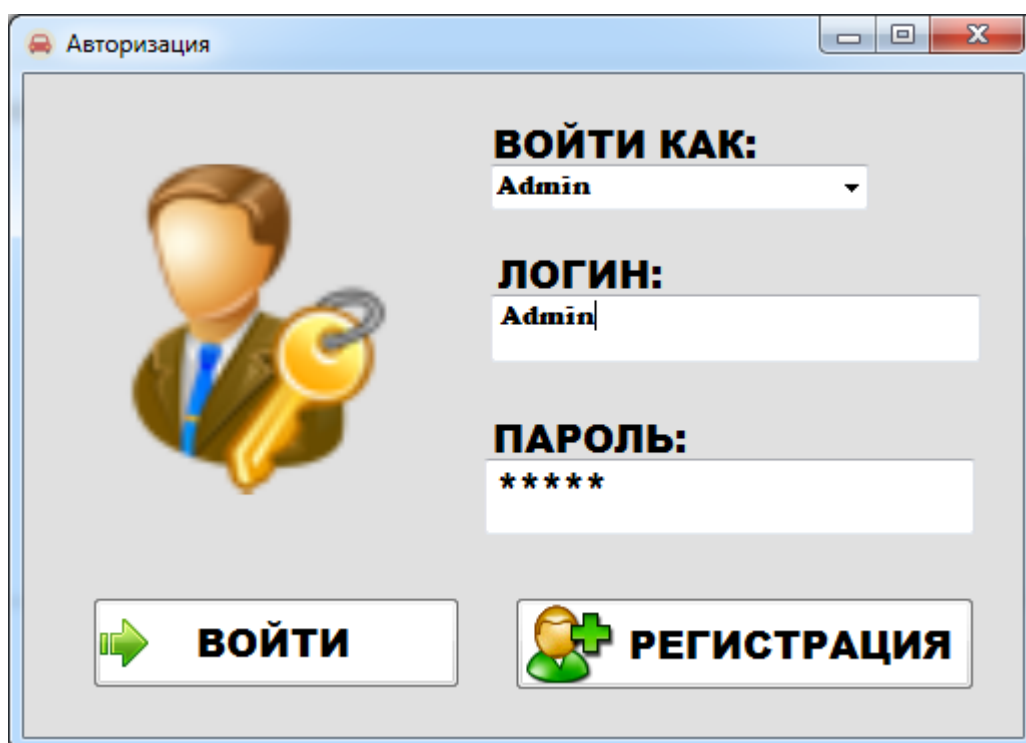 Авторизация
ВОЙТИ КАК:
Admin
ЛОГИН:
Admin
ПАРОЛЬ:
*****
ВОЙТИ
РЕГИСТРАЦИЯ